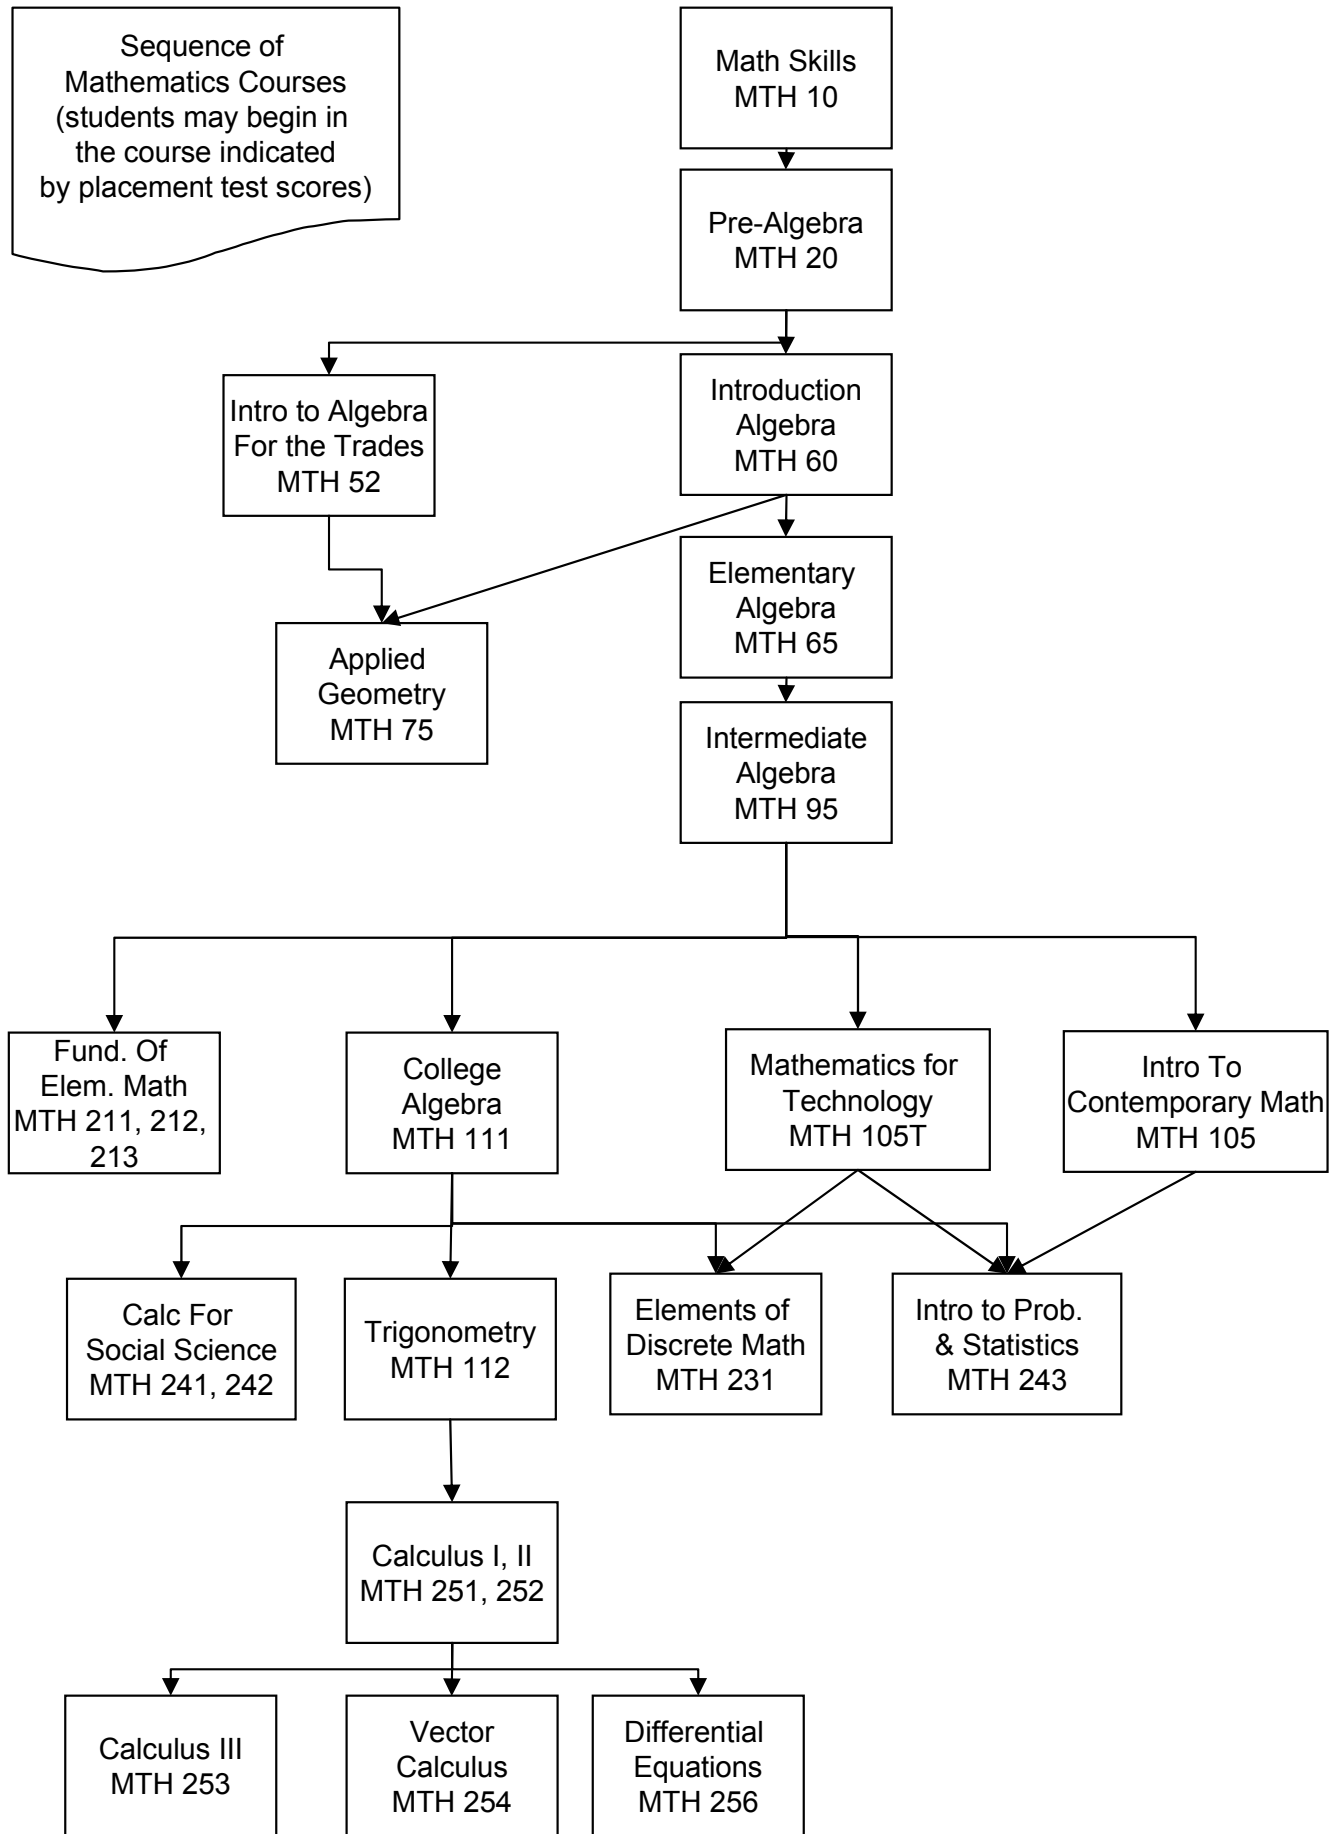 Sequence of
Mathematics Courses
(students may begin in
the course indicated
by placement test scores)
Math Skills
MTH 10
Pre-Algebra
MTH 20
Intro to Algebra
For the Trades
MTH 52
Introduction
Algebra
MTH 60
Elementary
Algebra
MTH 65
Applied
Geometry
MTH 75
Intermediate
Algebra
MTH 95
Fund. Of
Elem. Math
MTH 211, 212,
213
College
Algebra
MTH 111
Mathematics for
Technology
MTH 105T
Intro To
Contemporary Math
MTH 105
Calc For
Social Science
MTH 241, 242
Trigonometry
MTH 112
Elements of
Discrete Math
MTH 231
Intro to Prob.
& Statistics
MTH 243
Calculus I, II
MTH 251, 252
Calculus III
MTH 253
Vector
Calculus
MTH 254
Differential
Equations
MTH 256